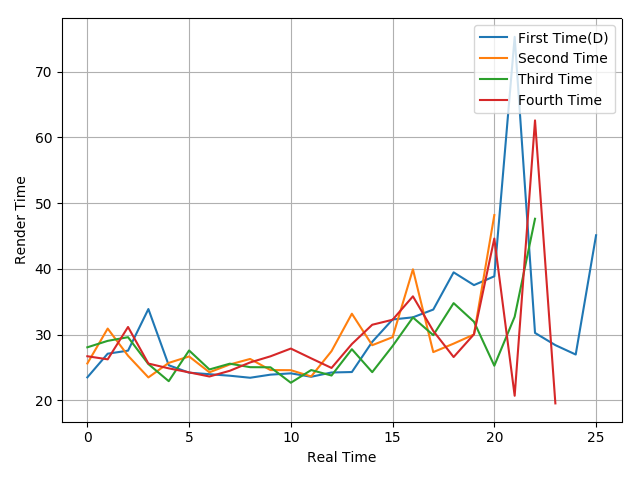 First Time(D)
Second Time
Third Time
Fourth Time
70
60
50
40
30
20
Render Time
0 5 10 15 20 25
Real Time